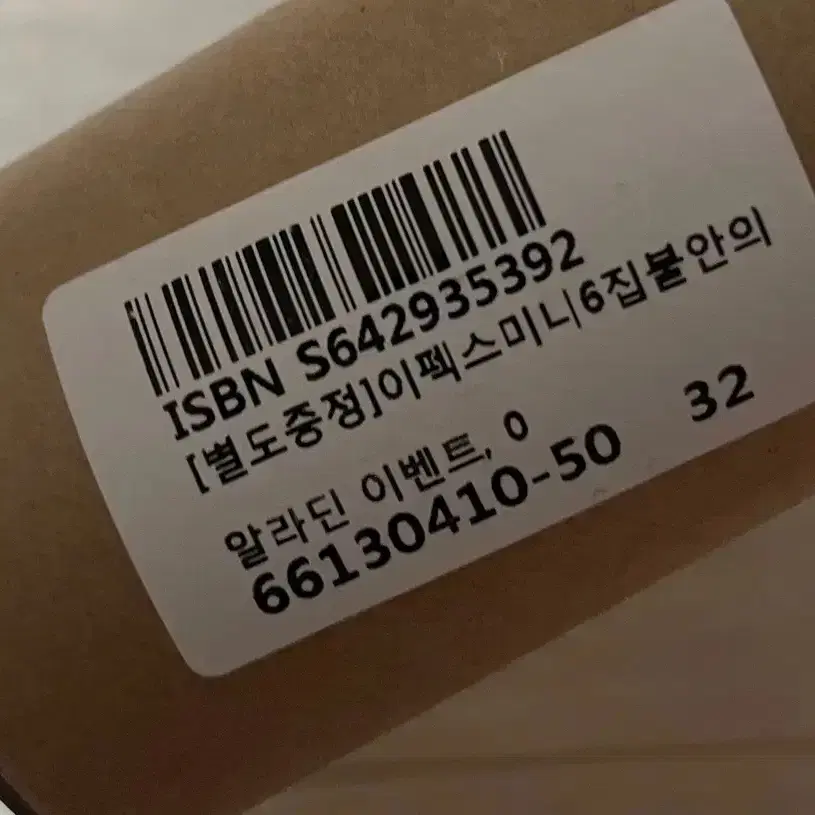 ISBN S642935392
[별도증정]이펙스미니6집불안의
알라딘 이벤트, 0
66130410-50 32